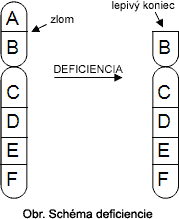 A
zlom
B
C
D
E
F
DEFICIENCIA
lepivý koniec
B
C
D
E
F
Obr. Schéma deficiencie